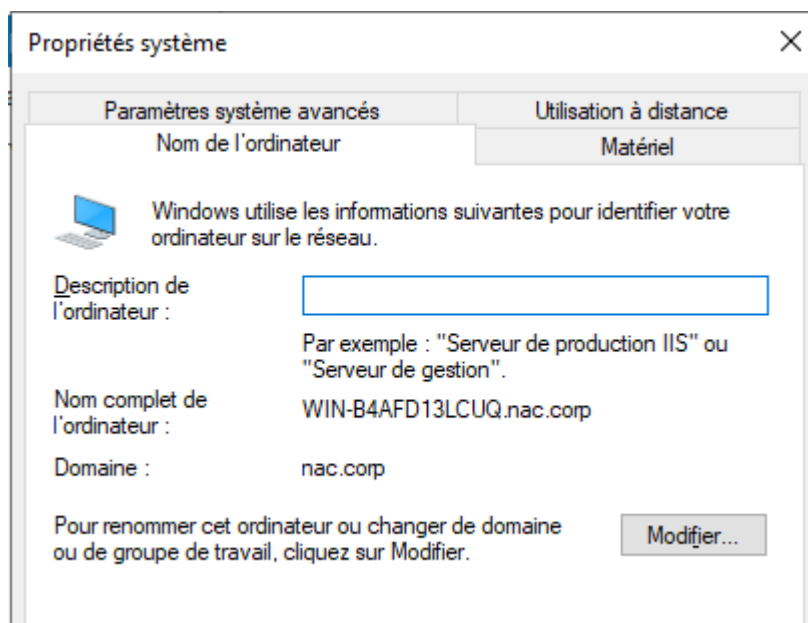 Propriétés système
Paramètres système avancés
Utilisation à distance
Nom de l'ordinateur
Matériel
Windows utilise les informations suivantes pour identifier votre
ordinateur sur le réseau.
Description de
l'ordinateur :
Par exemple : "Serveur de production IIS" ou
"Serveur de gestion".
Nom complet de
l'ordinateur :
WIN-B4AFD13LCUQ.nac.corp
Domaine :
nac.corp
Pour renommer cet ordinateur ou changer de domaine
ou de groupe de travail, cliquez sur Modifier.
Modifier...